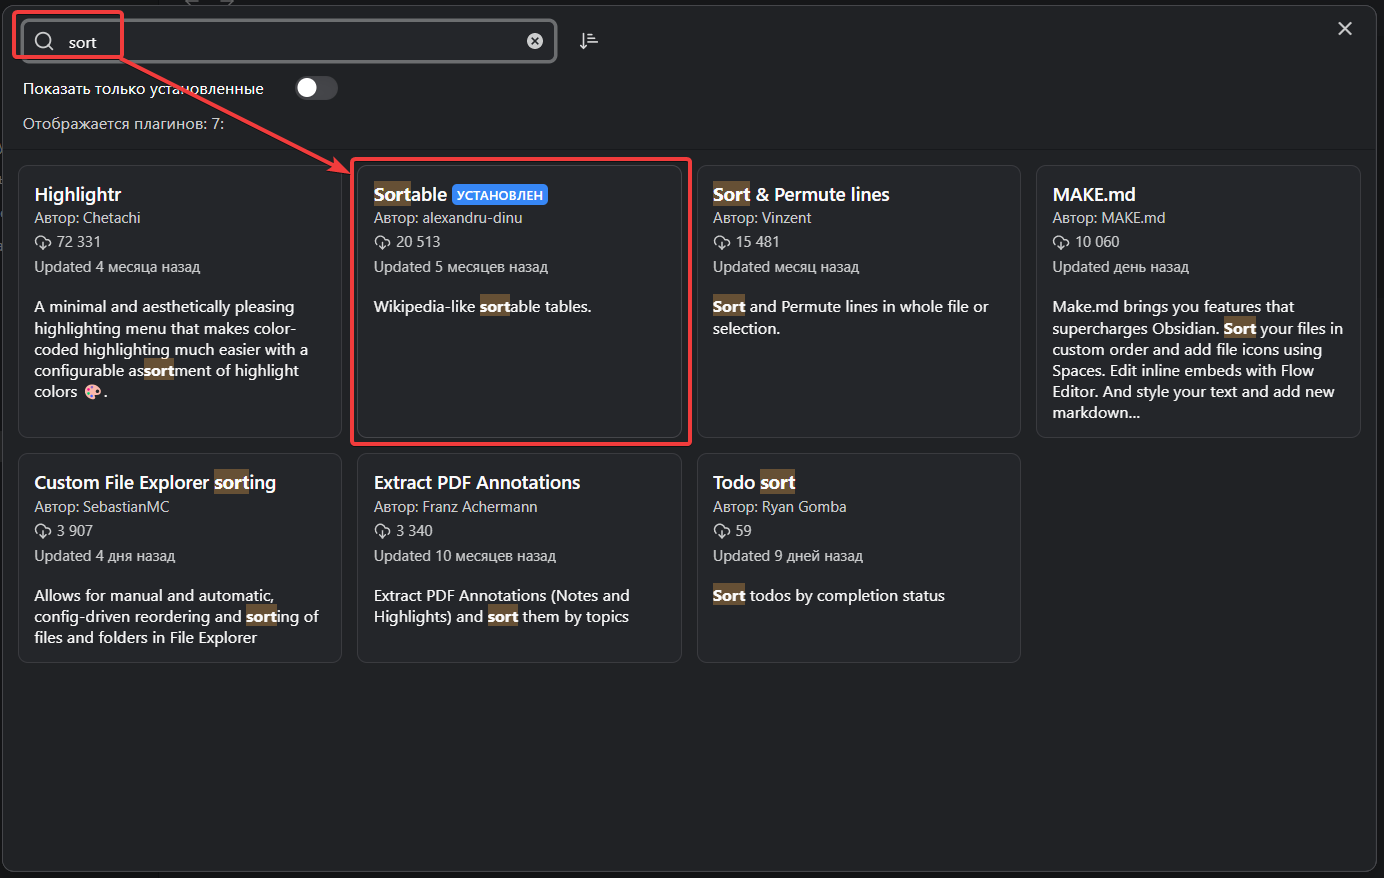 sort
Показать только установленные
Отображается плагинов: 7:
Highlightr
Автор: Chetachi
72 331
Updated 4 месяца назад
A minimal and aesthetically pleasing
highlighting menu that makes color-
coded highlighting much easier with a
configurable assortment of highlight
colors 🎨.
Sortable УСТАНОВЛЕН
Автор: alexandru-dinu
20 513
Updated 5 месяцев назад
Wikipedia-like sortable tables.
Sort & Permute lines
Автор: Vinzent
15 481
Updated месяц назад
Sort and Permute lines in whole file or
selection.
MAKE.md
Автор: MAKE.md
10 060
Updated день назад
Make.md brings you features that
supercharges Obsidian. Sort your files in
custom order and add file icons using
Spaces. Edit inline embeds with Flow
Editor. And style your text and add new
markdown...
Custom File Explorer sorting
Автор: SebastianMC
3 907
Updated 4 дня назад
Allows for manual and automatic,
config-driven reordering and sorting of
files and folders in File Explorer
Extract PDF Annotations
Автор: Franz Achermann
3 340
Updated 10 месяцев назад
Extract PDF Annotations (Notes and
Highlights) and sort them by topics
Todo sort
Автор: Ryan Gomba
59
Updated 9 дней назад
Sort todos by completion status